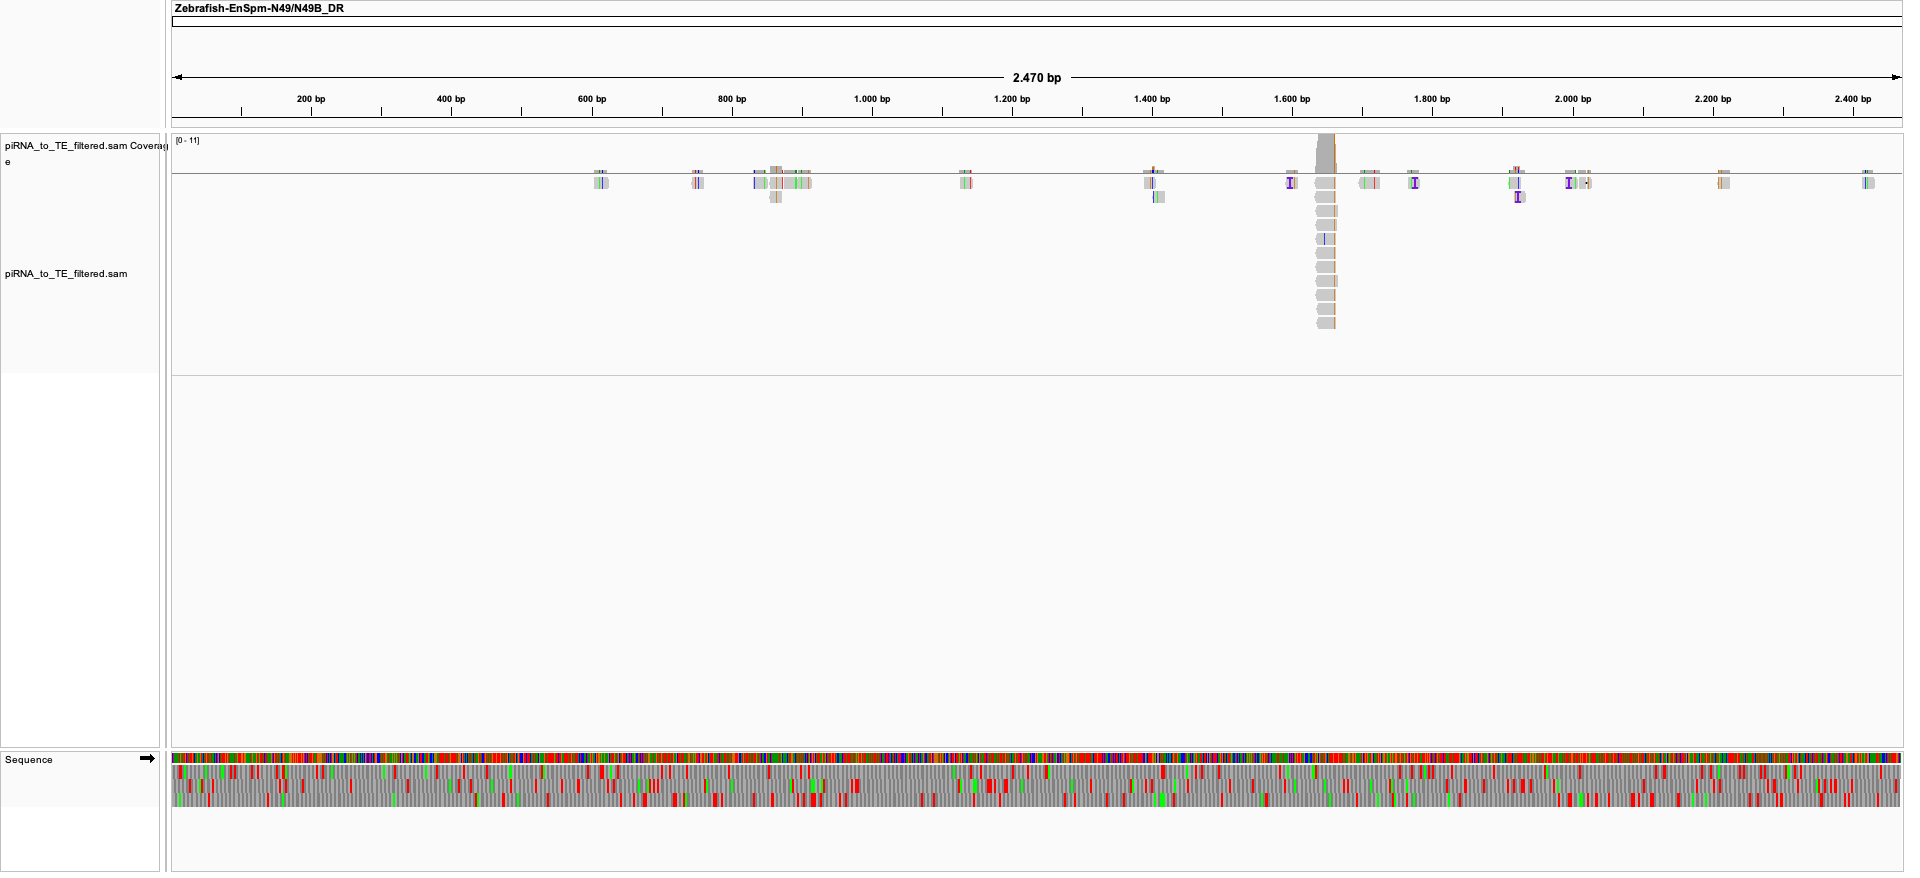 Zebrafish-EnSpm-N49/N49B_DR
2.470 bp
200 bp 400 bp 600 bp 800 bp 1.000 bp 1.200 bp 1.400 bp 1.600 bp 1.800 bp 2.000 bp 2.200 bp 2.400 bp
piRNA_to_TE_filtered.sam Coverag
e
[0 - 11]
piRNA_to_TE_filtered.sam
Sequence